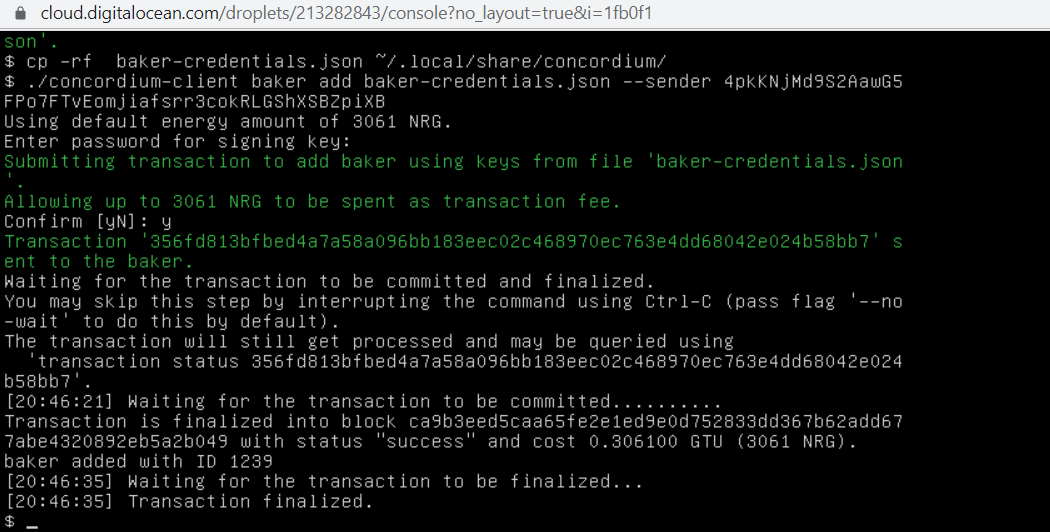 cloud.digitalocean.com/droplets/213282843/console?no_layout=true&i=1fb0f1
son'.
$ cp -rf  baker-credentials.json ~/.local/share/concordium/
$ ./concordium-client baker add baker-credentials.json --sender 4pkKNjMd9S2AawG5
FPo7FTvEomjiafsrr3cokRLGShXSBZpiXB
Using default energy amount of 3061 NRG.
Enter password for signing key:
Submitting transaction to add baker using keys from file 'baker-credentials.json
'.
Allowing up to 3061 NRG to be spent as transaction fee.
Confirm [yN]: y
Transaction '356fd813bfbed4a7a58a096bb183eec02c468970ec763e4dd68042e024b58bb7' s
ent to the baker.
Waiting for the transaction to be committed and finalized.
You may skip this step by interrupting the command using Ctrl-C (pass flag '--no
-wait' to do this by default).
The transaction will still get processed and may be queried using
  'transaction status 356fd813bfbed4a7a58a096bb183eec02c468970ec763e4dd68042e024
b58bb7'.
[20:46:21] Waiting for the transaction to be committed..........
Transaction is finalized into block ca9b3eed5caa65fe2e1ed9e0d752833dd367b62add67
7abe4320892eb5a2b049 with status "success" and cost 0.306100 GTU (3061 NRG).
baker added with ID 1239
[20:46:35] Waiting for the transaction to be finalized...
[20:46:35] Transaction finalized.
$ _